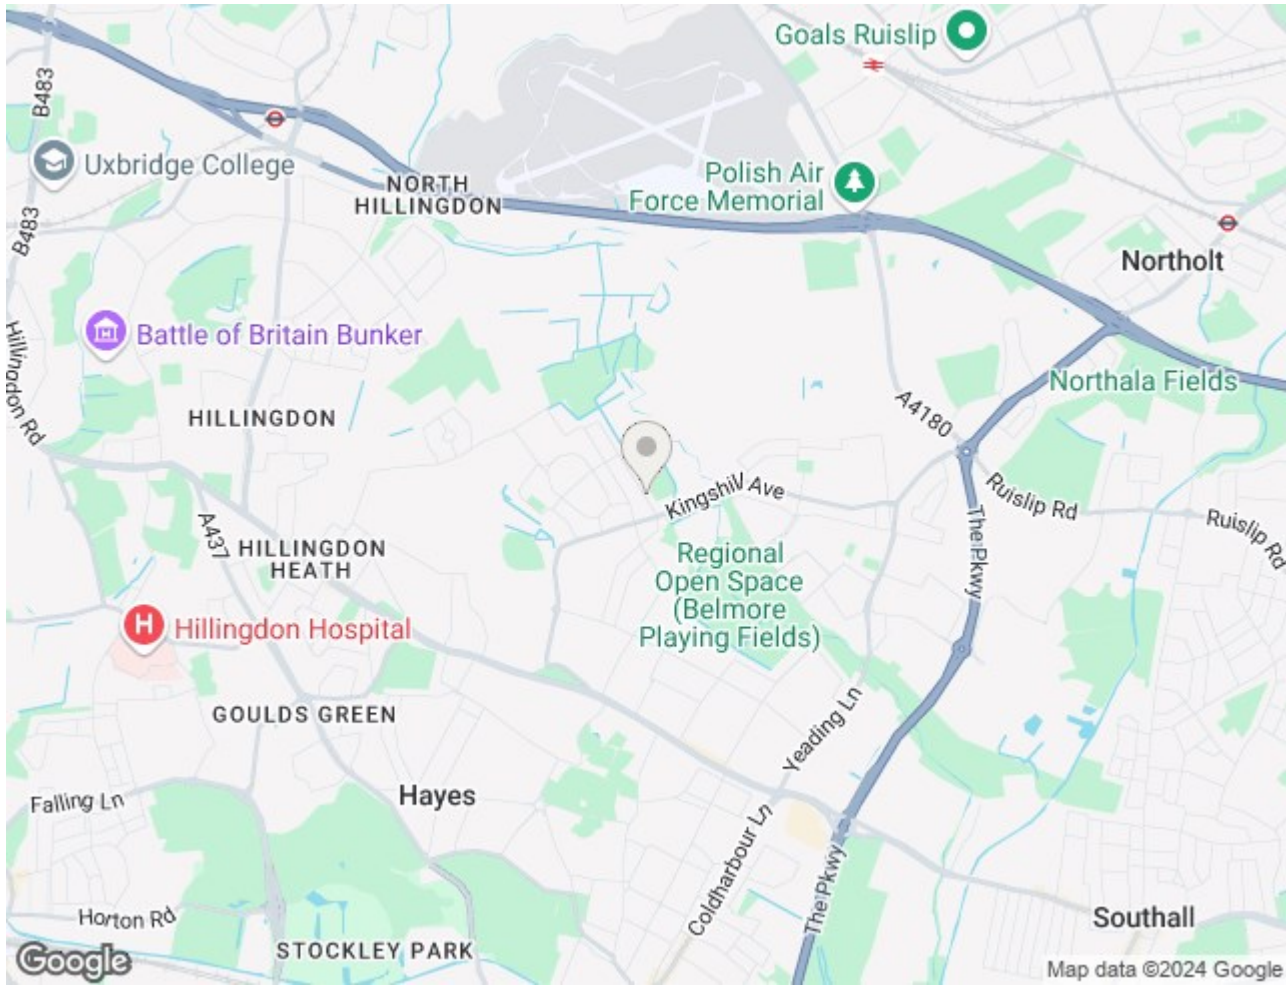 Goals Ruislip
B483
Uxbridge College
NORTH
HILLINGDON
Polish Air
Force Memorial
B483
Northolt
Battle of Britain Bunker
Hillingdon Rd
Northala Fields
A4180
HILLINGDON
Kingshill Ave
Ruislip Rd
The Pkwy
Ruislip Rd
A437
HILLINGDON
HEATH
Regional
Open Space
(Belmore
Playing Fields)
H
Hillingdon Hospital
GOULDS GREEN
Yeading Ln
Hayes
Falling Ln
Coldharbour Ln
The Pkwy
Horton Rd
Southall
STOCKLEY PARK
Google
Map data ©2024 Google